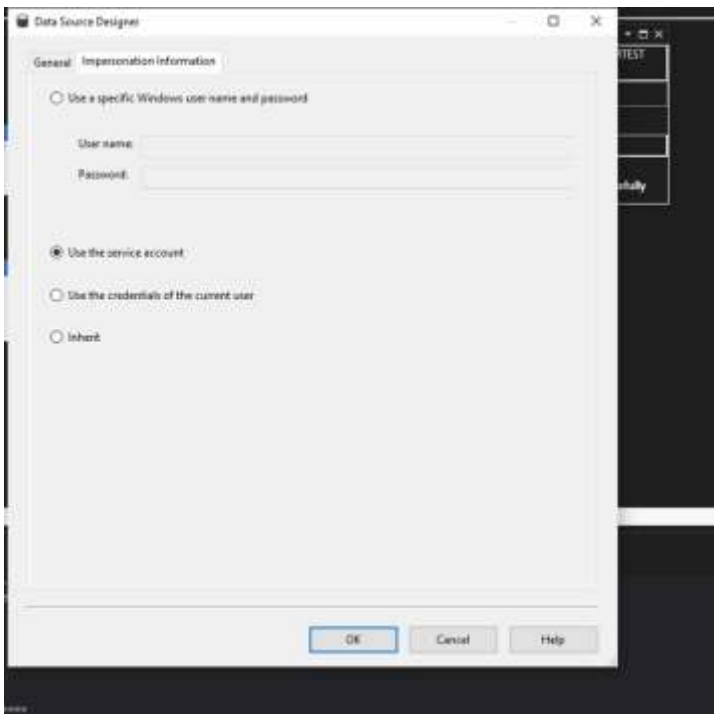 Data Source Designer
General
Impersonation Information
Use a specific Windows user name and password
User name:
Password:
Use the service account
Use the credentials of the current user
Inherit
OK
Cancel
Help